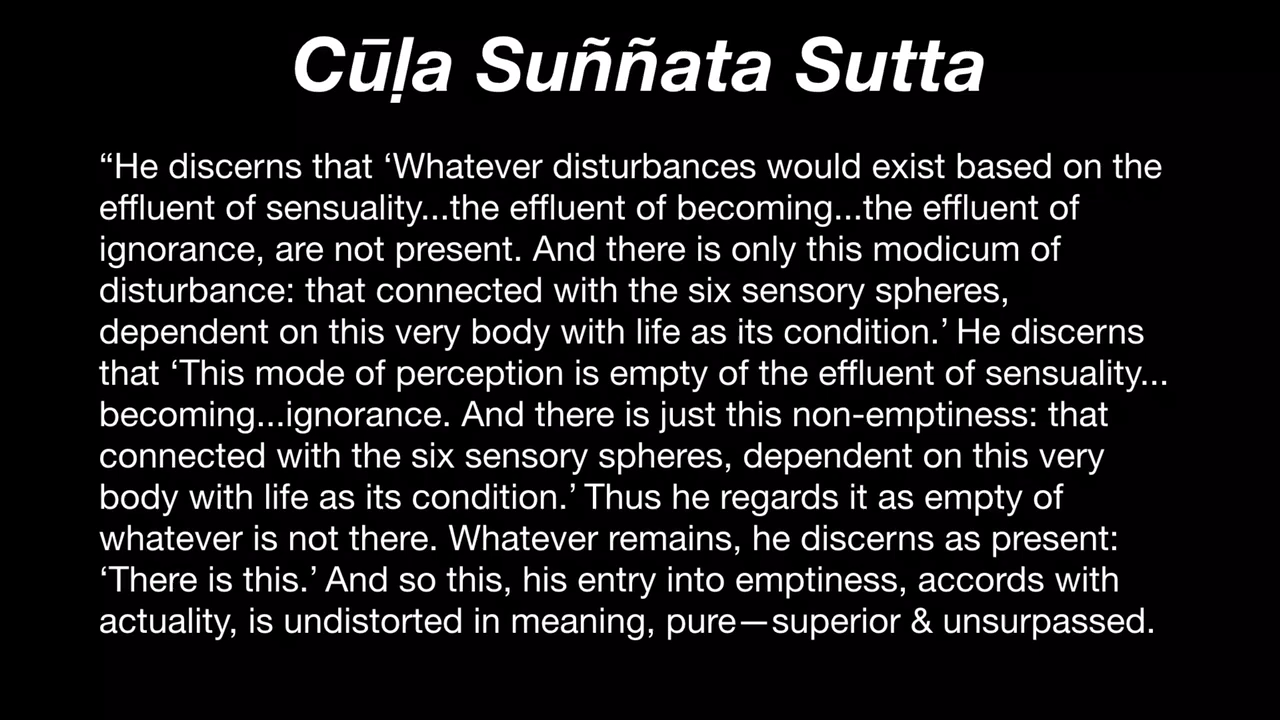 Cūḷa Suññata Sutta
“He discerns that ‘Whatever disturbances would exist based on the
effluent of sensuality...the effluent of becoming...the effluent of
ignorance, are not present. And there is only this modicum of
disturbance: that connected with the six sensory spheres,
dependent on this very body with life as its condition.’ He discerns
that ‘This mode of perception is empty of the effluent of sensuality...
becoming...ignorance. And there is just this non-emptiness: that
connected with the six sensory spheres, dependent on this very
body with life as its condition.’ Thus he regards it as empty of
whatever is not there. Whatever remains, he discerns as present:
‘There is this.’ And so this, his entry into emptiness, accords with
actuality, is undistorted in meaning, pure—superior & unsurpassed.